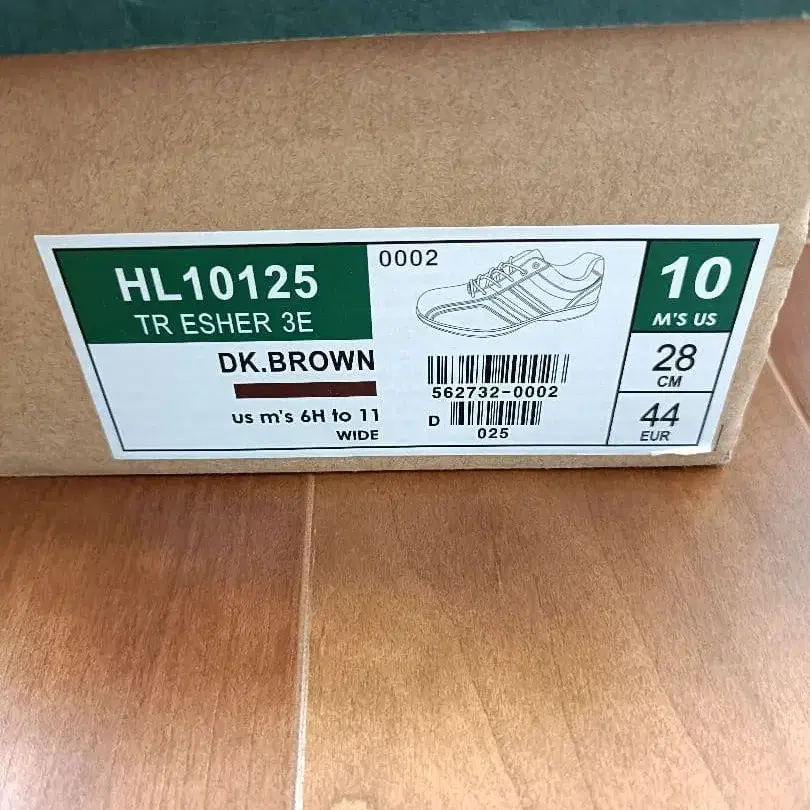 HL10125
TR ESHER 3E
DK.BROWN
us m's 6H to 11
WIDE
0002
562732-0002
D
025
10
M'S US
28
CM
44
EUR